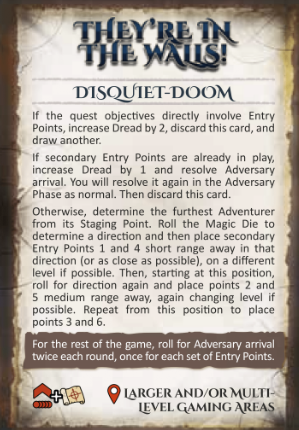 THEY'RE IN
THE WALLS!
DISQUIET-DOOM
If the quest objectives directly involve Entry
Points, increase Dread by 2, discard this card, and
draw another.
If secondary Entry Points are already in play,
increase Dread by 1 and resolve Adversary
arrival. You will resolve it again in the Adversary
Phase as normal. Then discard this card.
Otherwise, determine the furthest Adventurer
from its Staging Point. Roll the Magic Die to
determine a direction and then place secondary
Entry Points 1 and 4 short range away in that
direction (or as close as possible), on a different
level if possible. Then, starting at this position,
roll for direction again and place points 2 and
5 medium range away, again changing level if
possible. Repeat from this position to place
points 3 and 6.
For the rest of the game, roll for Adversary arrival
twice each round, once for each set of Entry Points.
LARGER AND/OR MULTI-
LEVEL GAMING AREAS